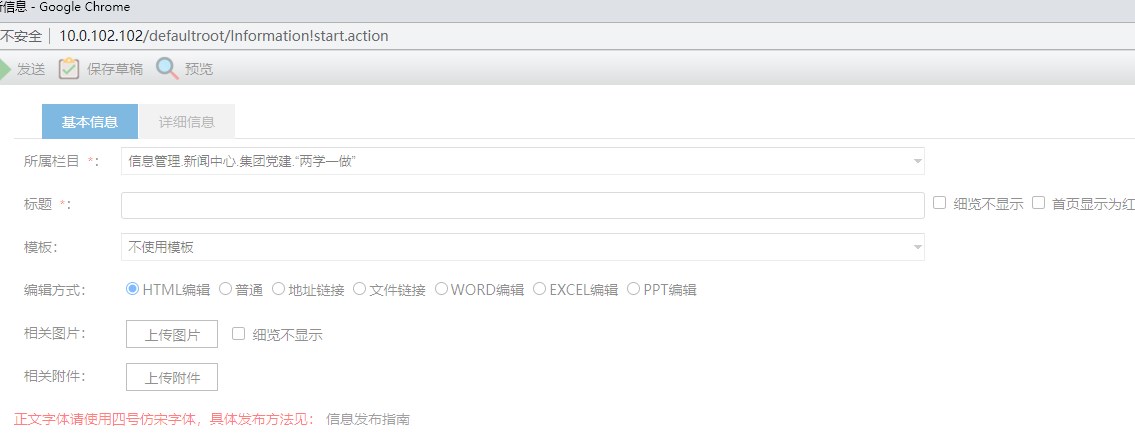 新信息 - Google Chrome
不安全 | 10.0.102.102/defaultroot/Information!start.action
发送 保存草稿 预览
基本信息 详细信息
所属栏目 *： 信息管理.新闻中心.集团党建.“两学一做”
标题 *： 细览不显示 首页显示为红
模板： 不使用模板
编辑方式： HTML编辑 普通 地址链接 文件链接 WORD编辑 EXCEL编辑 PPT编辑
相关图片： 上传图片 细览不显示
相关附件： 上传附件
正文字体请使用四号仿宋字体，具体发布方法见： 信息发布指南